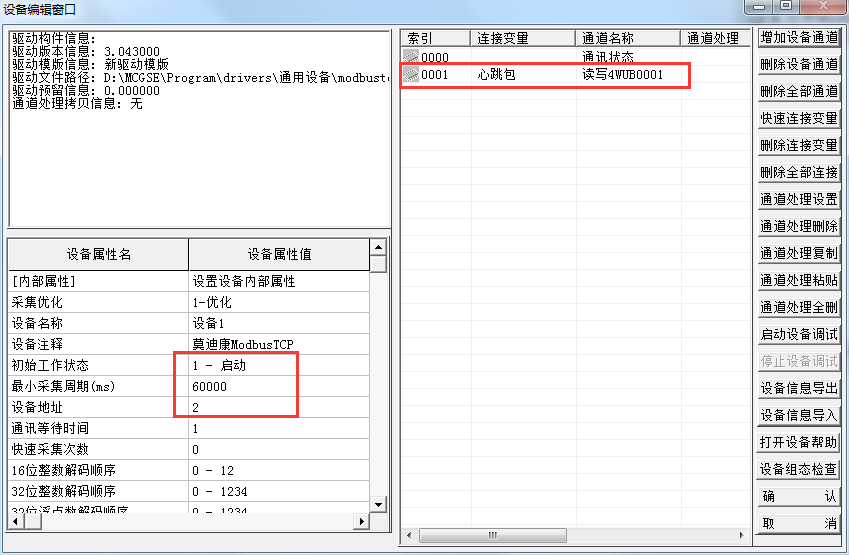 设备编辑窗口
驱动构件信息:
驱动版本信息: 3.043000
驱动模版信息: 新驱动模版
驱动文件路径: D:\MCGSE\Program\drivers\通用设备\modbustc
驱动预留信息: 0.000000
通道处理拷贝信息: 无
设备属性名 设备属性值
[内部属性] 设置设备内部属性
采集优化 1-优化
设备名称 设备1
设备注释 莫迪康ModbusTCP
初始工作状态 1 - 启动
最小采集周期(ms) 60000
设备地址 2
通讯等待时间 1
快速采集次数 0
16位整数解码顺序 0 - 12
32位整数解码顺序 0 - 1234
32位浮点数解码顺序 0 - 1234
索引 连接变量 通道名称 通道处理
0000 通讯状态
0001 心跳包 读写4WUB0001
增加设备通道
删除设备通道
删除全部通道
快速连接变量
删除连接变量
删除全部连接
通道处理设置
通道处理删除
通道处理复制
通道处理粘贴
通道处理全删
启动设备调试
停止设备调试
设备信息导出
设备信息导入
打开设备帮助
设备组态检查
确 认
取 消